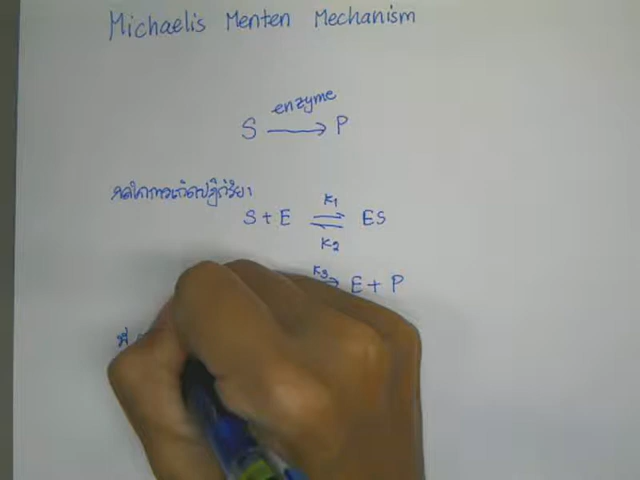 Michaelis Menten Mechanism
enzyme
S ⟶ P
กลไกการเกิดปฏิกิริยา
k₁
S + E ⇌ ES
k₂
k₃
→ E + P
ที่